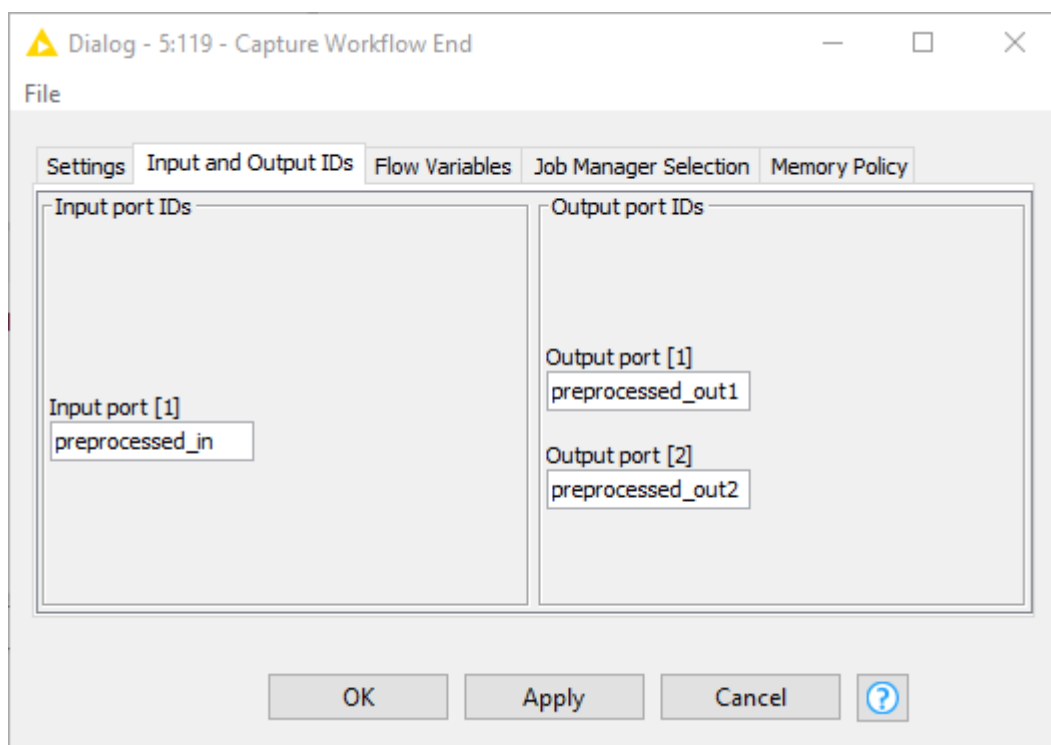 Dialog - 5:119 - Capture Workflow End
File
Settings Input and Output IDs Flow Variables Job Manager Selection Memory Policy
Input port IDs
Input port [1]
preprocessed_in
Output port IDs
Output port [1]
preprocessed_out1
Output port [2]
preprocessed_out2
OK Apply Cancel ?